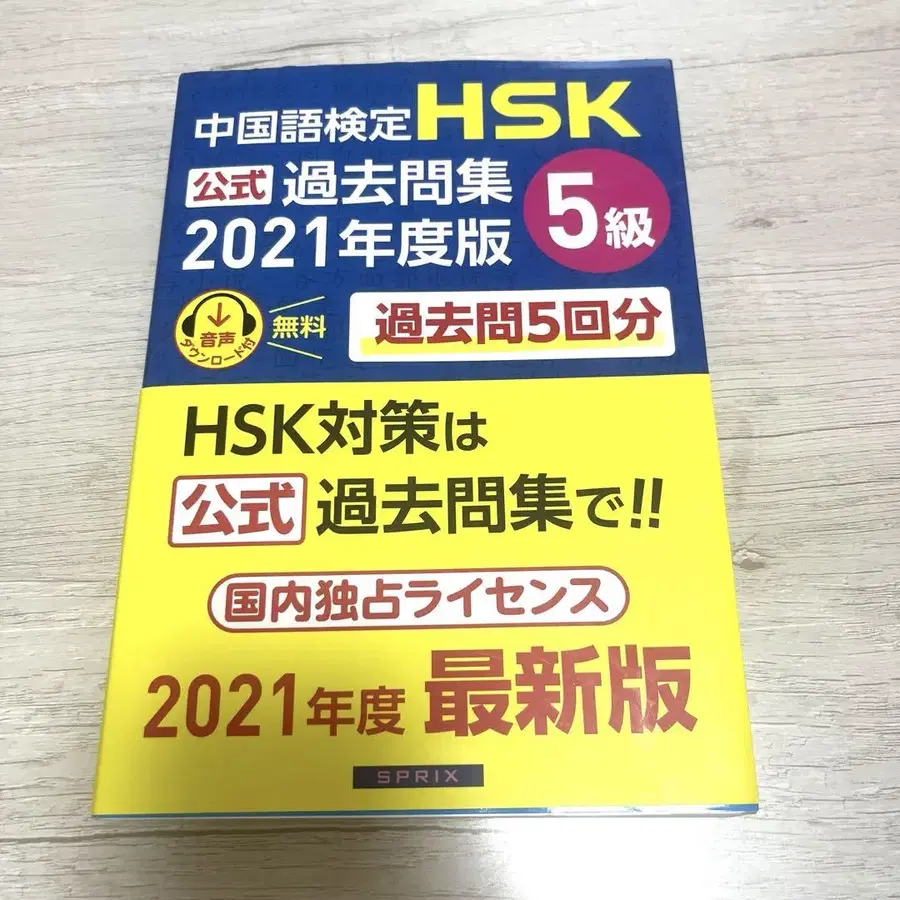 中国語検定HSK
公式 過去問集
2021年度版
5級
音声
ダウンロード付
無料
過去問5回分
HSK対策は
公式 過去問集で!!
国内独占ライセンス
2021年度 最新版
SPRIX